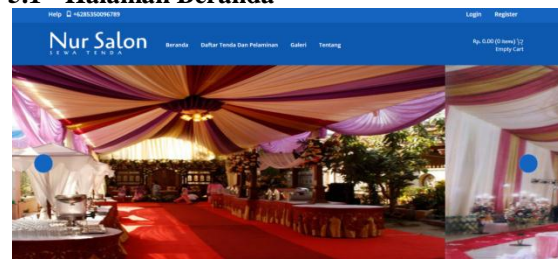 3.1 Halaman Beranda
Help +6285350096789 Login Register
Nur Salon
SEWA TENDA
Beranda Daftar Tenda Dan Pelaminan Galeri Tentang
Rp. 0.00 (0 items)
Empty Cart